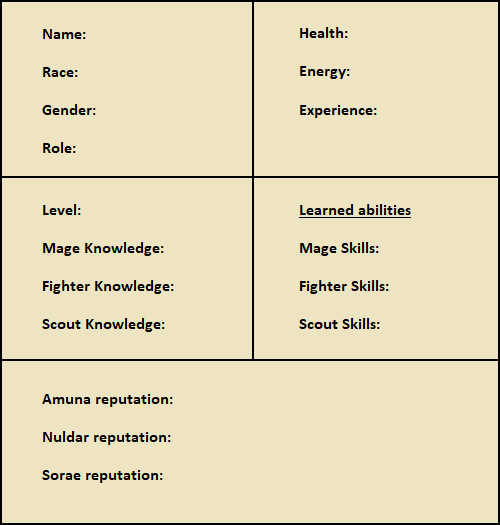 Name:
Race:
Gender:
Role:
Health:
Energy:
Experience:
Level:
Mage Knowledge:
Fighter Knowledge:
Scout Knowledge:
Learned abilities
Mage Skills:
Fighter Skills:
Scout Skills:
Amuna reputation:
Nuldar reputation:
Sorae reputation: